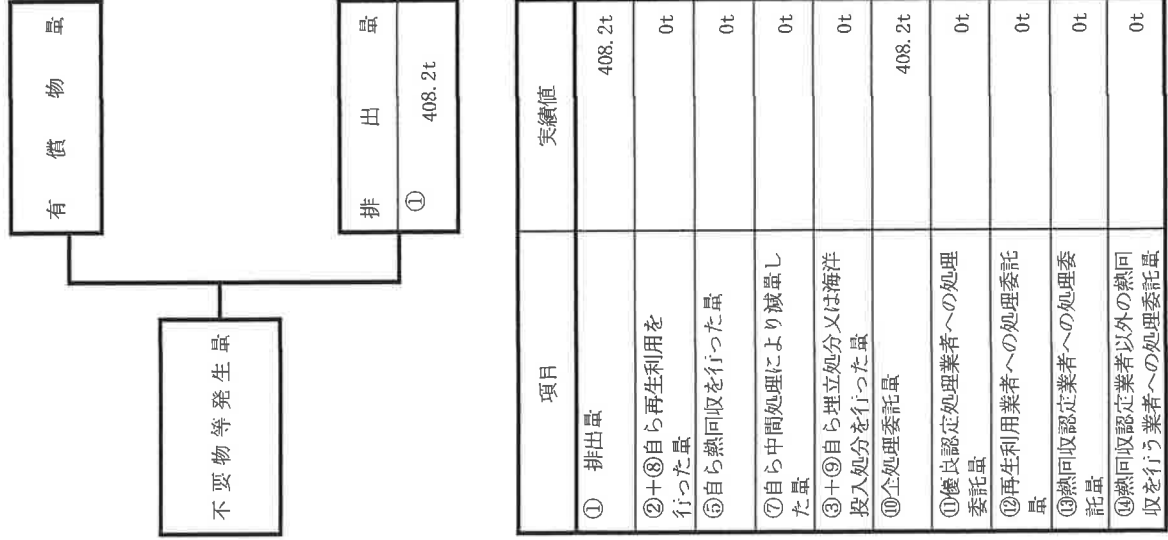 不要物等発生量
有償物量
排出量
① 408.2t
項目 実績値
① 排出量 408.2t
②+⑧自ら再生利用を
行った量 0t
⑤自ら熱回収を行った量 0t
⑦自ら中間処理により減量し
た量 0t
③+⑨自ら埋立処分又は海洋
投入処分を行った量 0t
⑩全処理委託量 408.2t
⑪優良認定処理業者への処理
委託量 0t
⑫再生利用業者への処理委託
量 0t
⑬熱回収認定業者への処理委
託量 0t
⑭熱回収認定業者以外の熱回
収を行う業者への処理委託量 0t